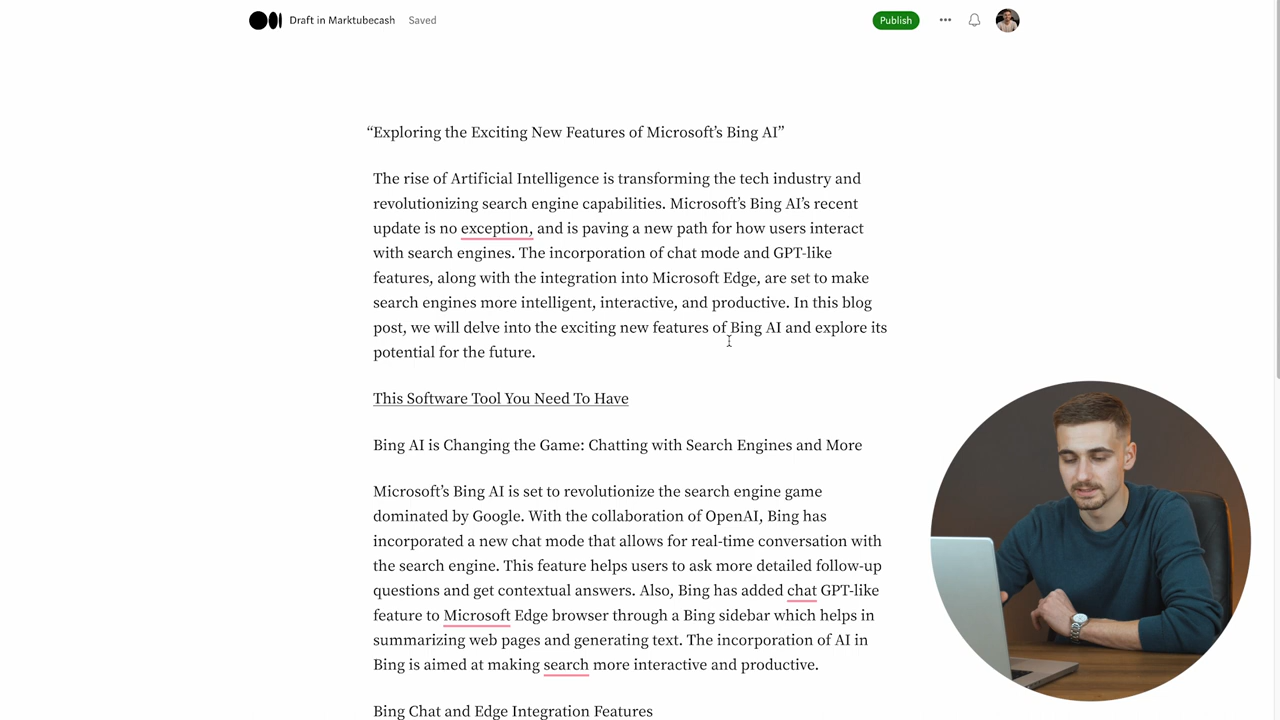 Draft in Marktubecash Saved
Publish
“Exploring the Exciting New Features of Microsoft’s Bing AI”
The rise of Artificial Intelligence is transforming the tech industry and
revolutionizing search engine capabilities. Microsoft’s Bing AI’s recent
update is no exception, and is paving a new path for how users interact
with search engines. The incorporation of chat mode and GPT-like
features, along with the integration into Microsoft Edge, are set to make
search engines more intelligent, interactive, and productive. In this blog
post, we will delve into the exciting new features of Bing AI and explore its
potential for the future.
This Software Tool You Need To Have
Bing AI is Changing the Game: Chatting with Search Engines and More
Microsoft’s Bing AI is set to revolutionize the search engine game
dominated by Google. With the collaboration of OpenAI, Bing has
incorporated a new chat mode that allows for real-time conversation with
the search engine. This feature helps users to ask more detailed follow-up
questions and get contextual answers. Also, Bing has added chat GPT-like
feature to Microsoft Edge browser through a Bing sidebar which helps in
summarizing web pages and generating text. The incorporation of AI in
Bing is aimed at making search more interactive and productive.
Bing Chat and Edge Integration Features